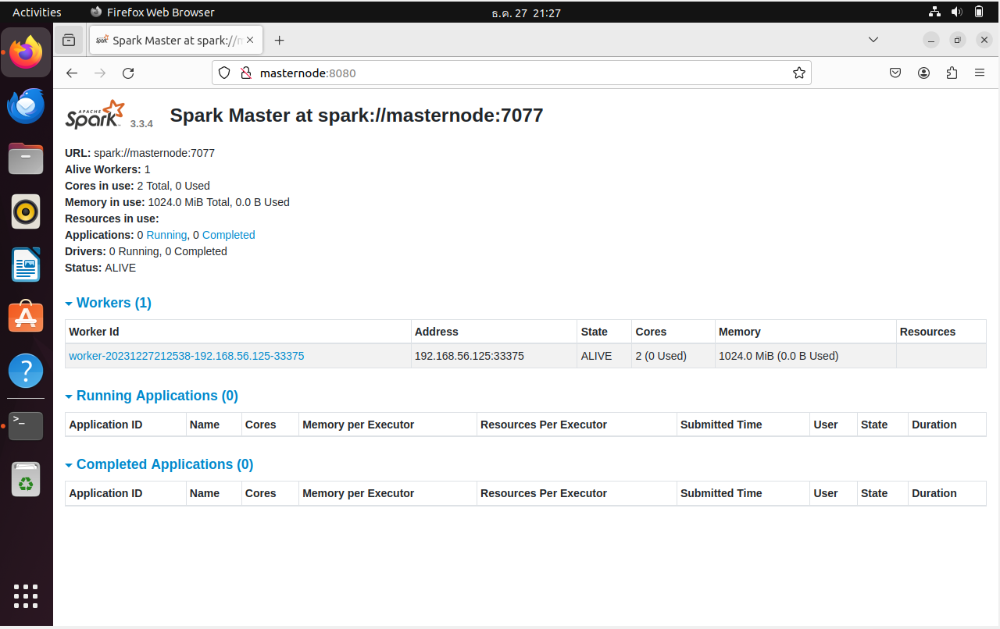 Activities Firefox Web Browser ธ.ค. 27 21:27
Spark Master at spark://m
masternode:8080
APACHE
Spark™ 3.3.4 Spark Master at spark://masternode:7077
URL: spark://masternode:7077
Alive Workers: 1
Cores in use: 2 Total, 0 Used
Memory in use: 1024.0 MiB Total, 0.0 B Used
Resources in use:
Applications: 0 Running, 0 Completed
Drivers: 0 Running, 0 Completed
Status: ALIVE
Workers (1)
Worker Id Address State Cores Memory Resources
worker-20231227212538-192.168.56.125-33375 192.168.56.125:33375 ALIVE 2 (0 Used) 1024.0 MiB (0.0 B Used)
Running Applications (0)
Application ID Name Cores Memory per Executor Resources Per Executor Submitted Time User State Duration
Completed Applications (0)
Application ID Name Cores Memory per Executor Resources Per Executor Submitted Time User State Duration